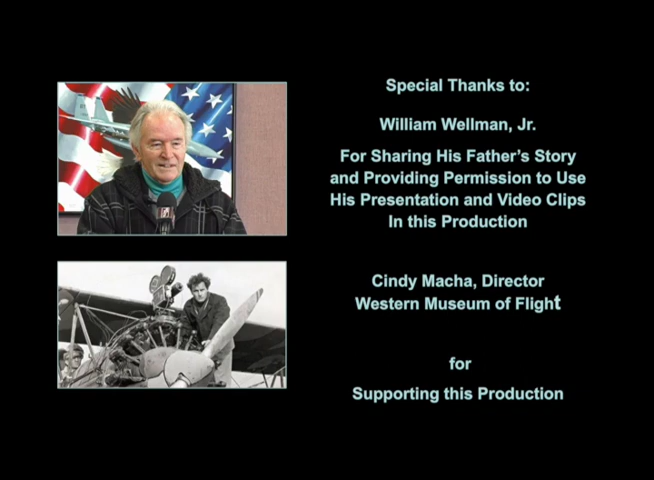 Special Thanks to:
William Wellman, Jr.
For Sharing His Father's Story
and Providing Permission to Use
His Presentation and Video Clips
In this Production
Cindy Macha, Director
Western Museum of Flight
for
Supporting this Production